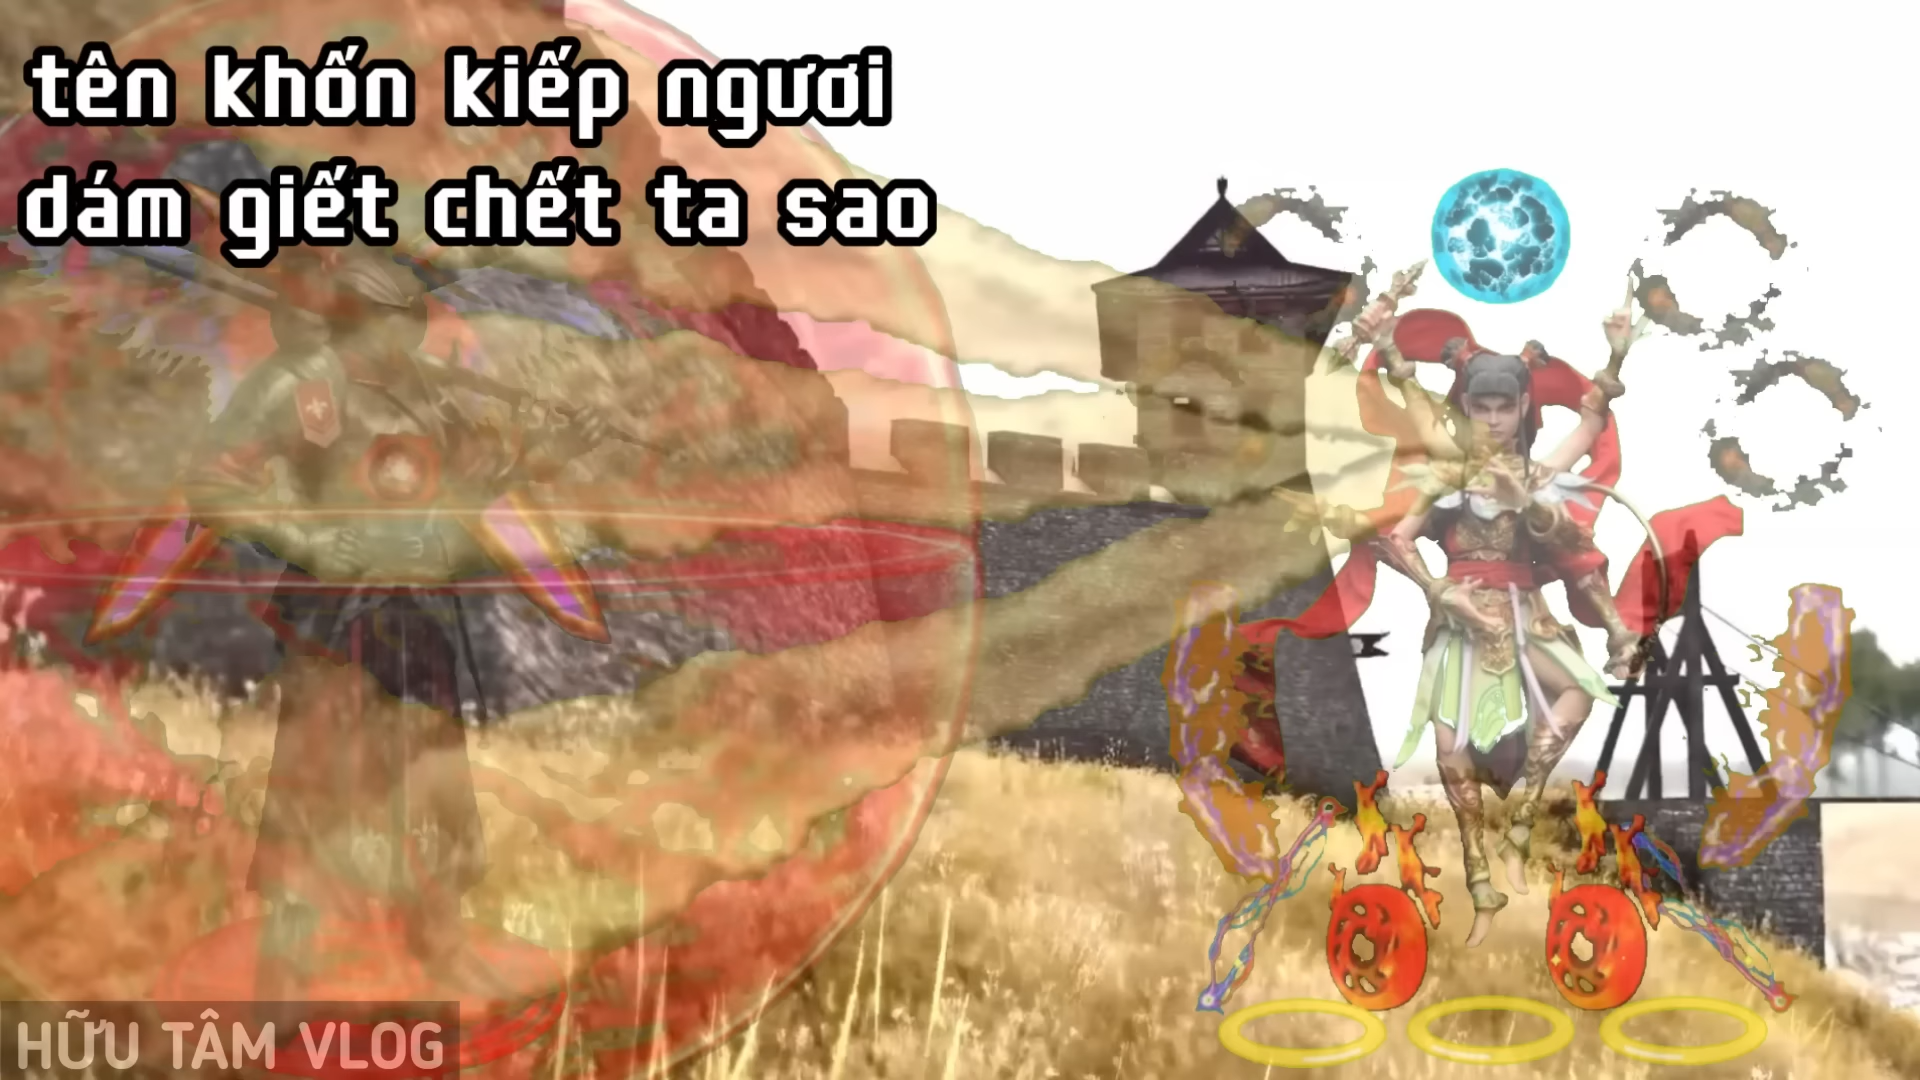 tên khốn kiếp ngươi
dám giết chết ta sao
HỮU TÂM VLOG